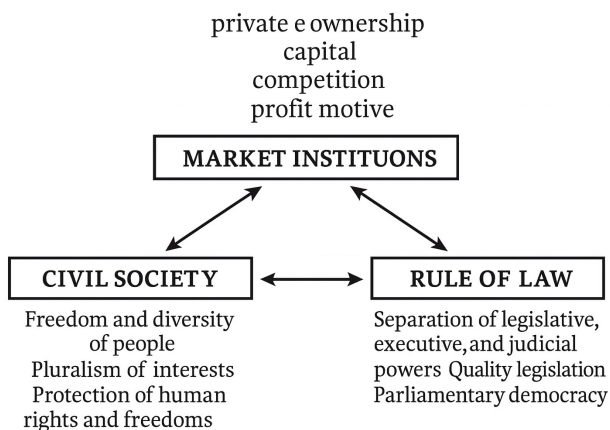 private e ownership
capital
competition
profit motive
MARKET INSTITUONS
CIVIL SOCIETY
Freedom and diversity
of people
Pluralism of interests
Protection of human
rights and freedoms
RULE OF LAW
Separation of legislative,
executive, and judicial
powers Quality legislation
Parliamentary democracy